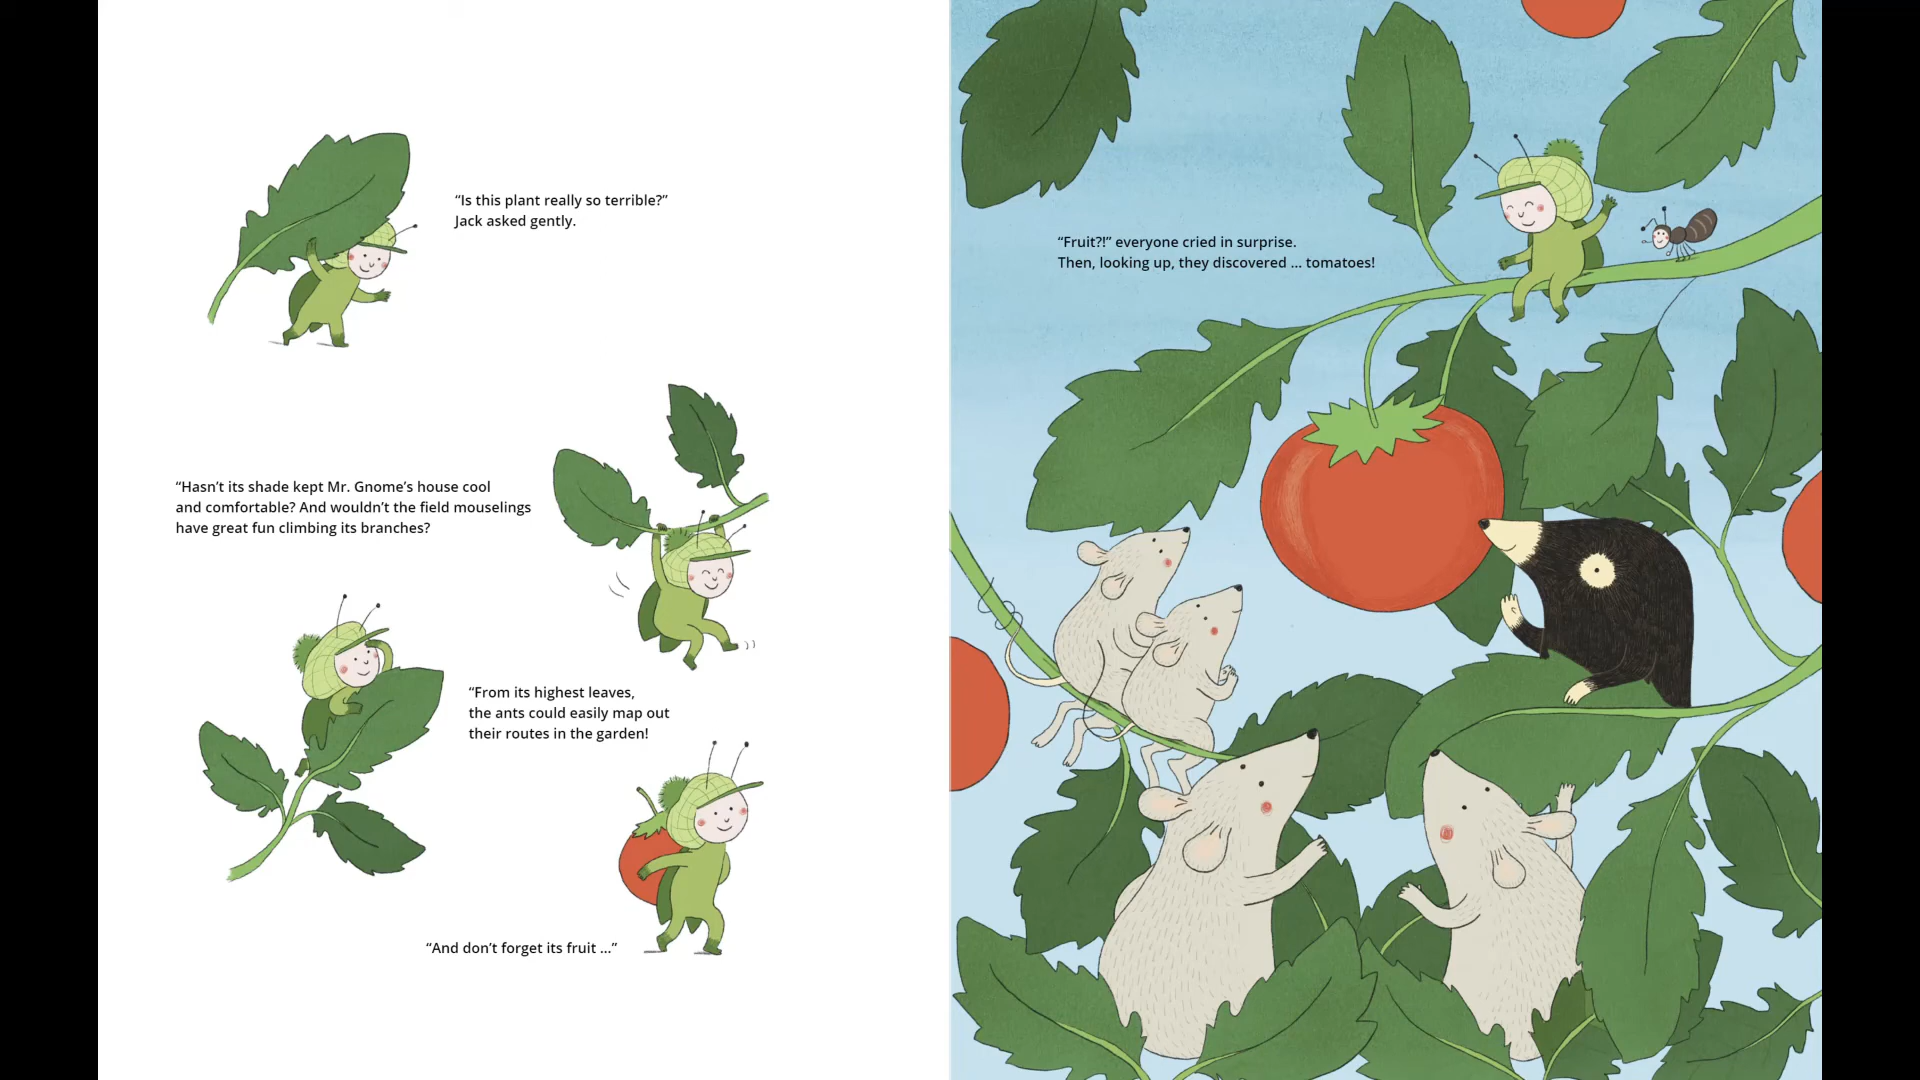 “Is this plant really so terrible?”
Jack asked gently.
“Hasn’t its shade kept Mr. Gnome’s house cool
and comfortable? And wouldn’t the field mouselings
have great fun climbing its branches?
“From its highest leaves,
the ants could easily map out
their routes in the garden!
“And don’t forget its fruit ...”
“Fruit?!” everyone cried in surprise.
Then, looking up, they discovered ... tomatoes!